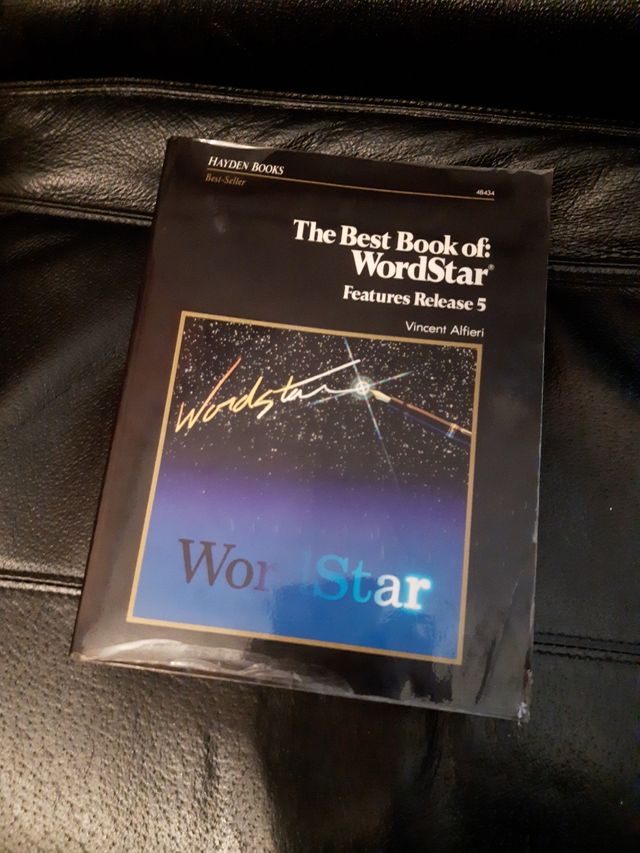 HAYDEN BOOKS
Best-Seller
48434
The Best Book of:
WordStar®
Features Release 5
Vincent Alfieri
Wordstar
WordStar